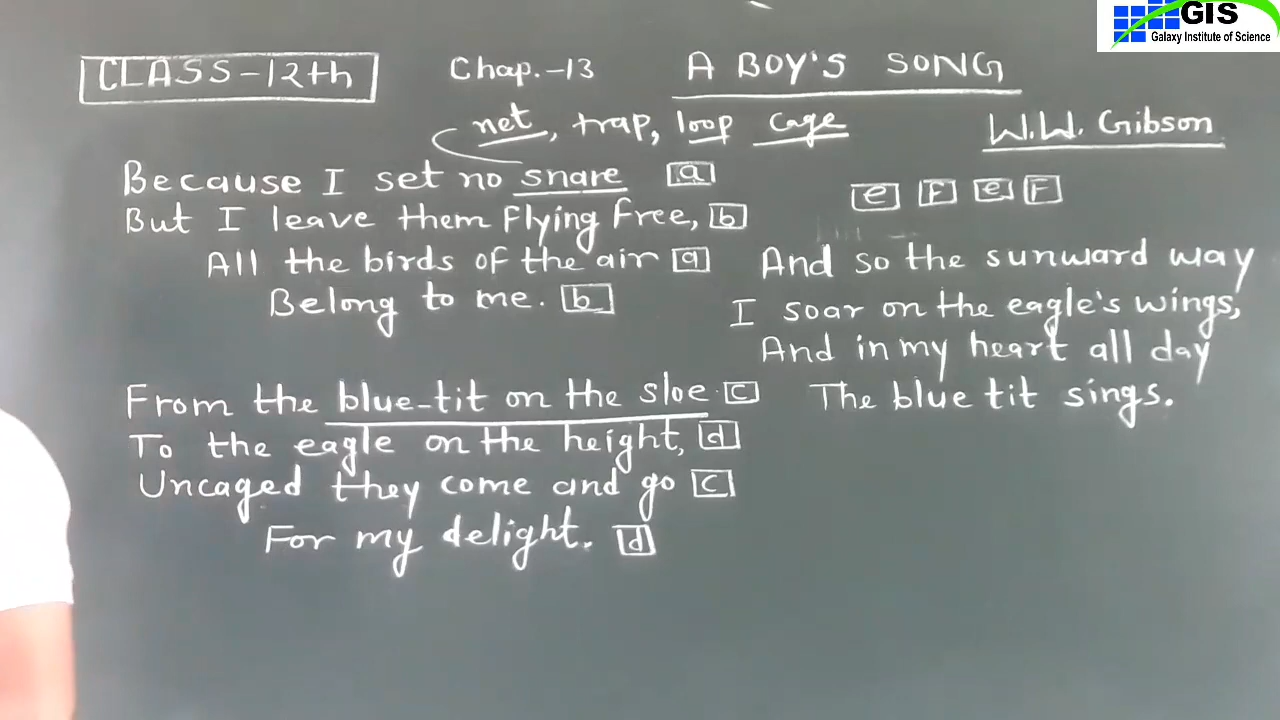 GIS
Galaxy Institute of Science
CLASS-12th Chap.-13 A BOY'S SONG
net, trap, loop cage W.W. Gibson
Because I set no snare a
But I leave them Flying Free, b
All the birds of the air a
Belong to me. b
From the blue-tit on the sloe. c
To the eagle on the height, d
Uncaged they come and go c
For my delight. d
e F e F
And so the sunward way
I soar on the eagle's wings,
And in my heart all day
The blue tit sings.